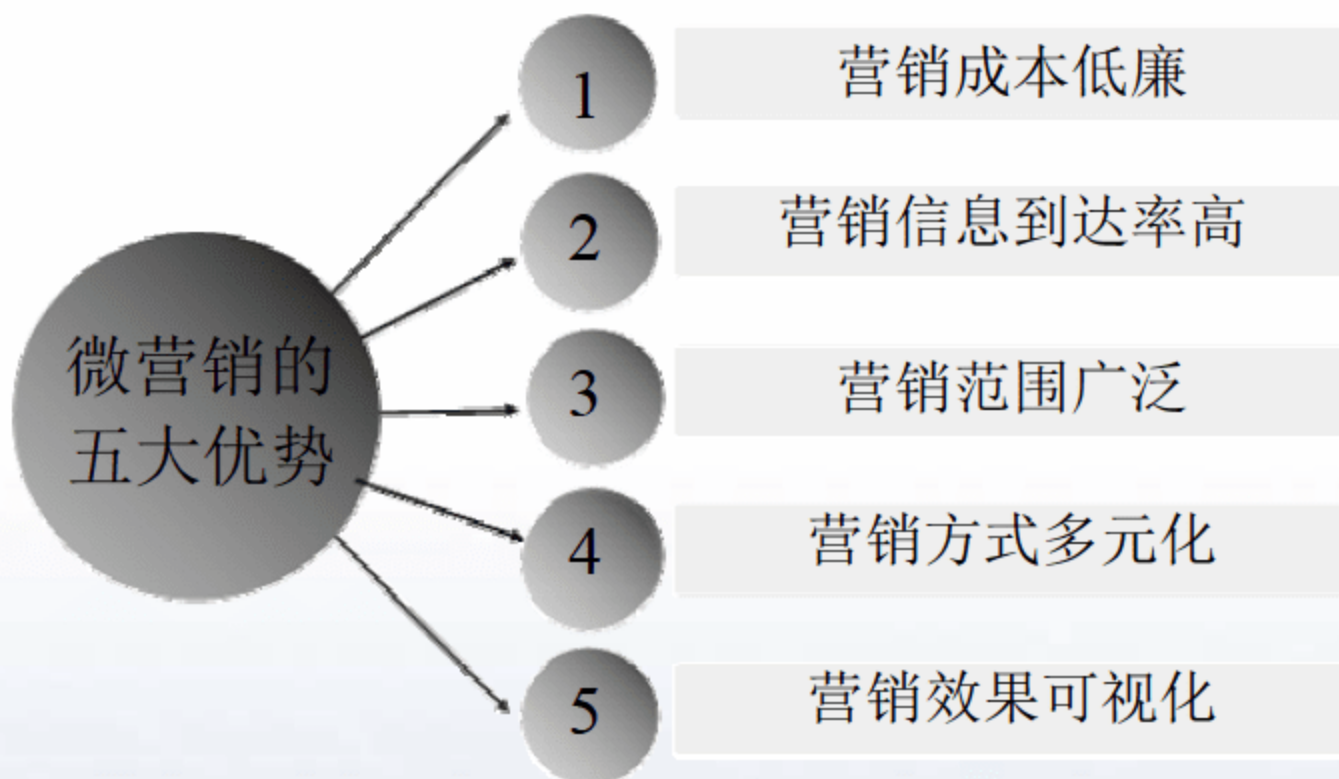 微营销的
五大优势
1
营销成本低廉
2
营销信息到达率高
3
营销范围广泛
4
营销方式多元化
5
营销效果可视化